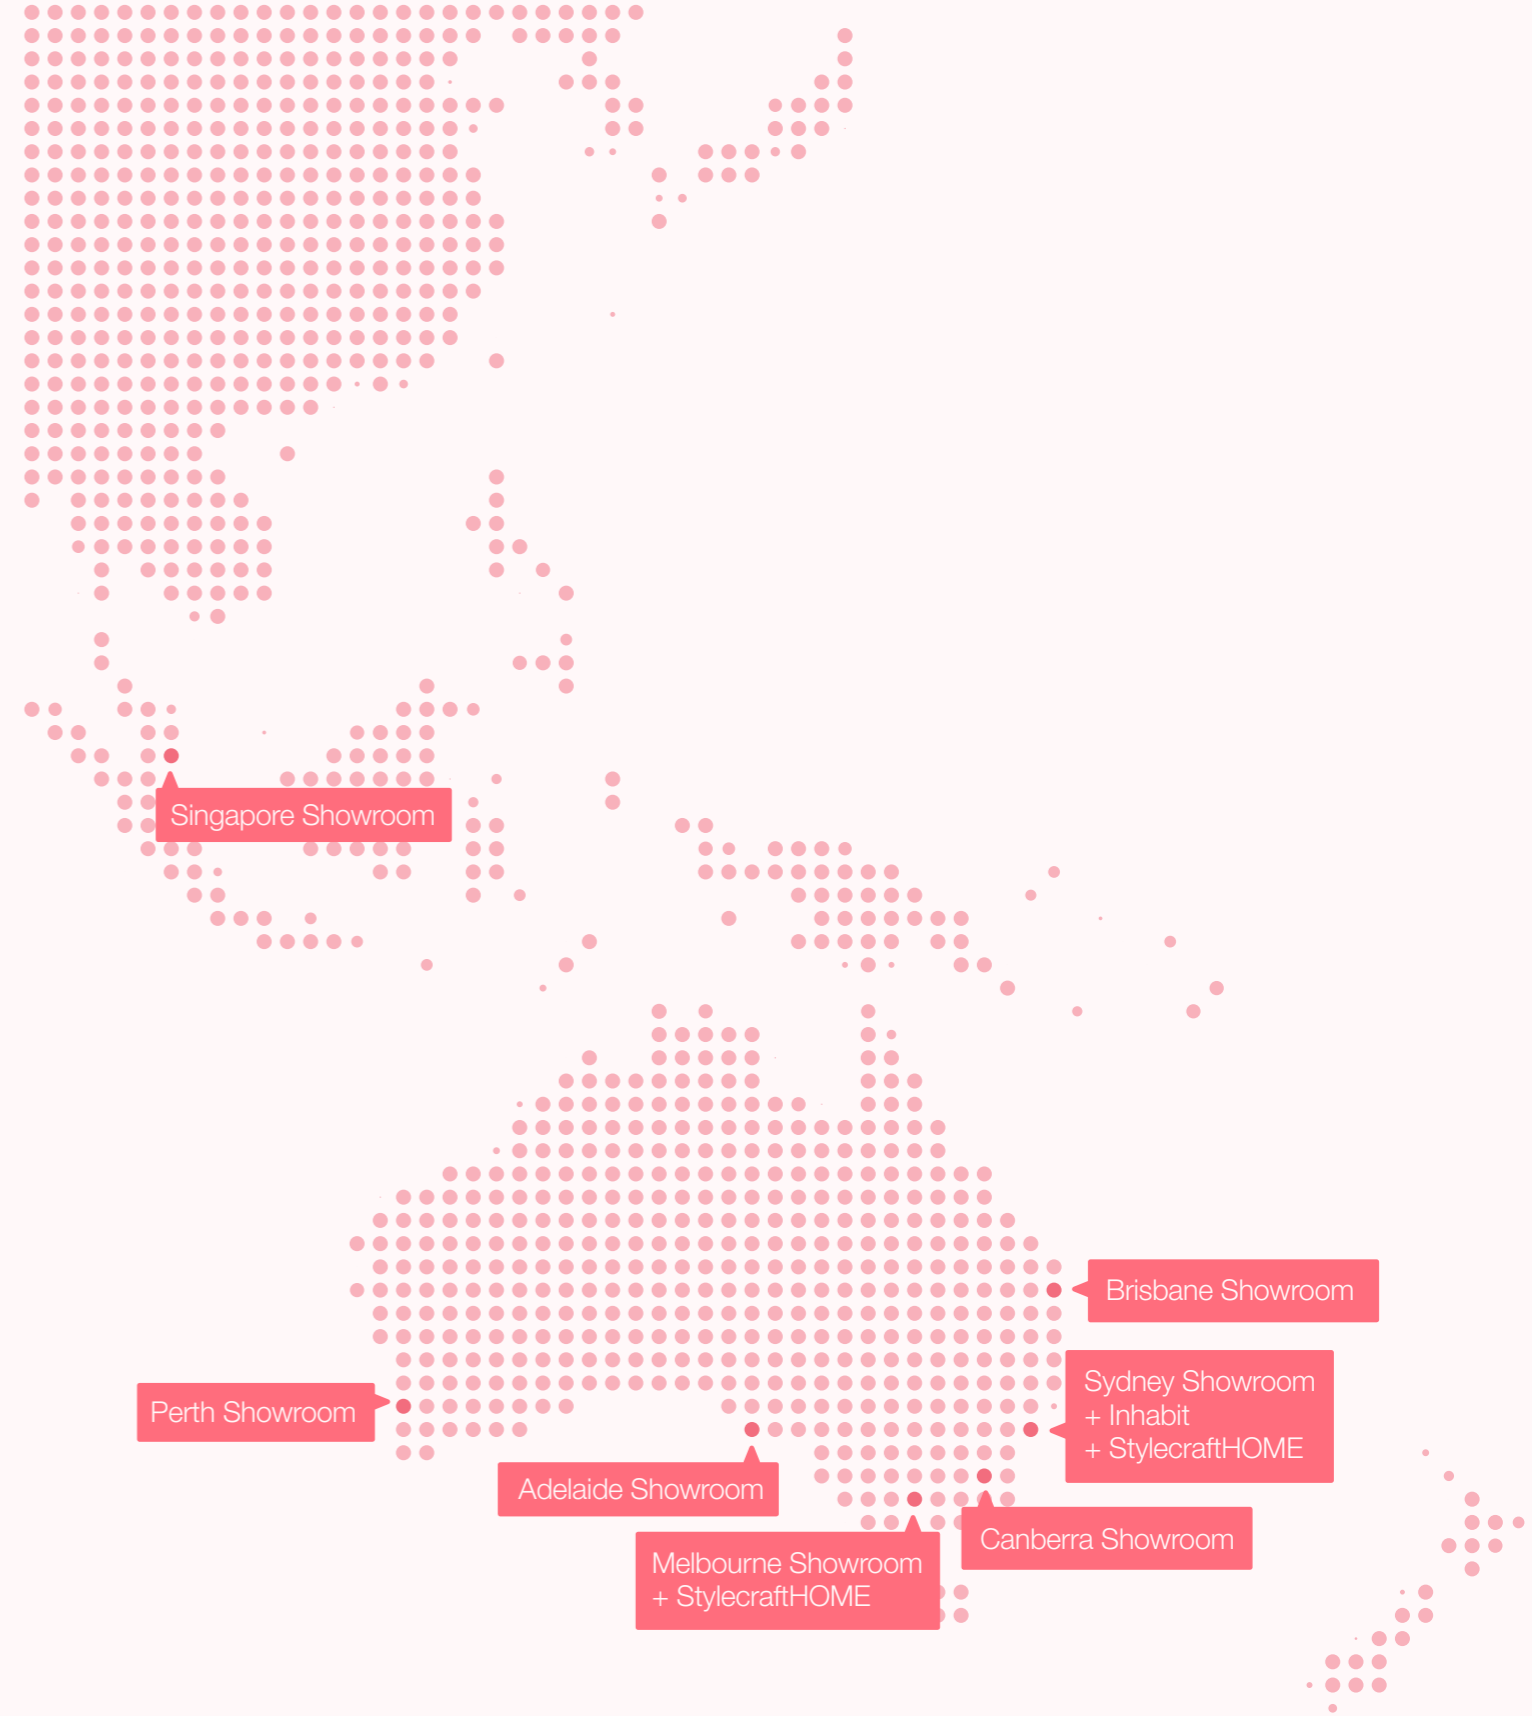 Singapore Showroom
Brisbane Showroom
Sydney Showroom
+ Inhabit
+ StylecraftHOME
Perth Showroom
Adelaide Showroom
Canberra Showroom
Melbourne Showroom
+ StylecraftHOME